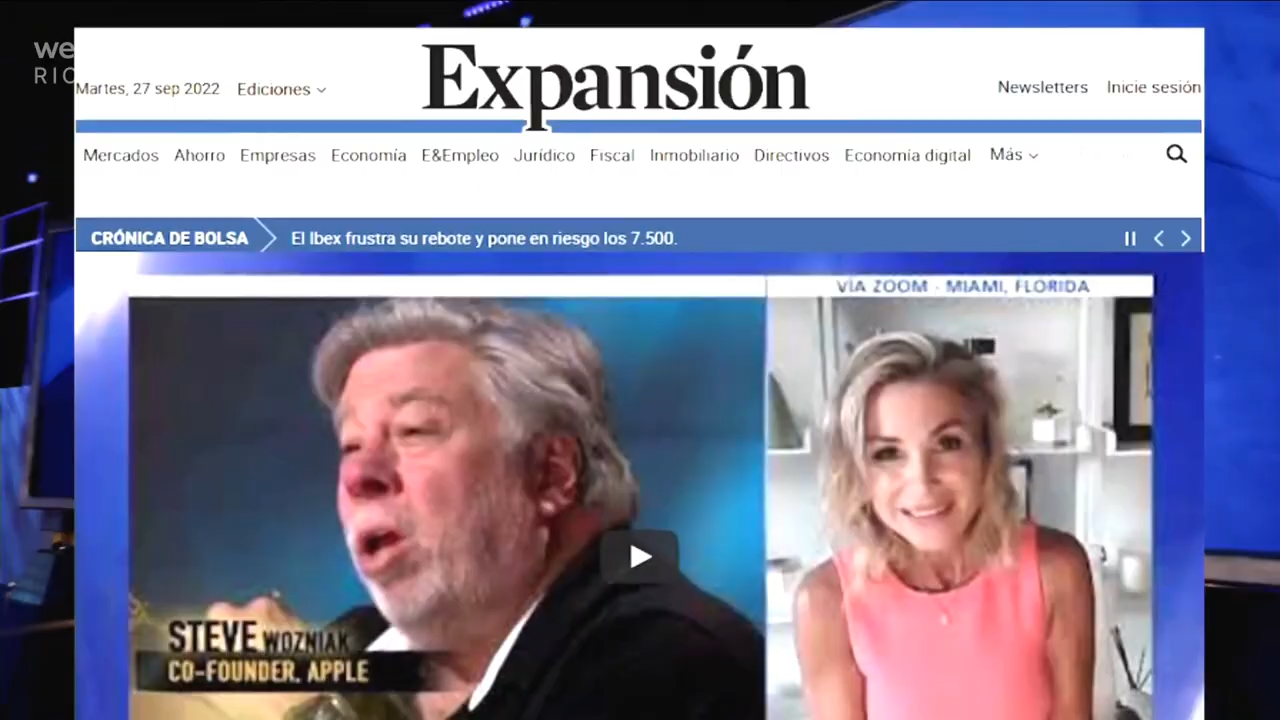 we
RIO
Expansión
Martes, 27 sep 2022 Ediciones
Newsletters Inicie sesión
Mercados Ahorro Empresas Economía E&Empleo Jurídico Fiscal Inmobiliario Directivos Economía digital Más
CRÓNICA DE BOLSA El Ibex frustra su rebote y pone en riesgo los 7.500.
VÍA ZOOM - MIAMI, FLORIDA
STEVE WOZNIAK
CO-FOUNDER, APPLE